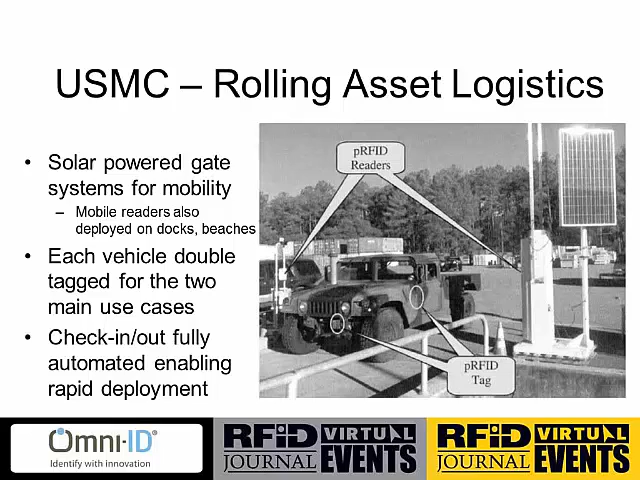 USMC – Rolling Asset Logistics
• Solar powered gate
systems for mobility
– Mobile readers also
deployed on docks, beaches
• Each vehicle double
tagged for the two
main use cases
• Check-in/out fully
automated enabling
rapid deployment
pRFID
Readers
pRFID
Tag
Omni-ID®
Identify with innovation
RFiD VIRTUAL
JOURNAL EVENTS
RFiD VIRTUAL
JOURNAL EVENTS